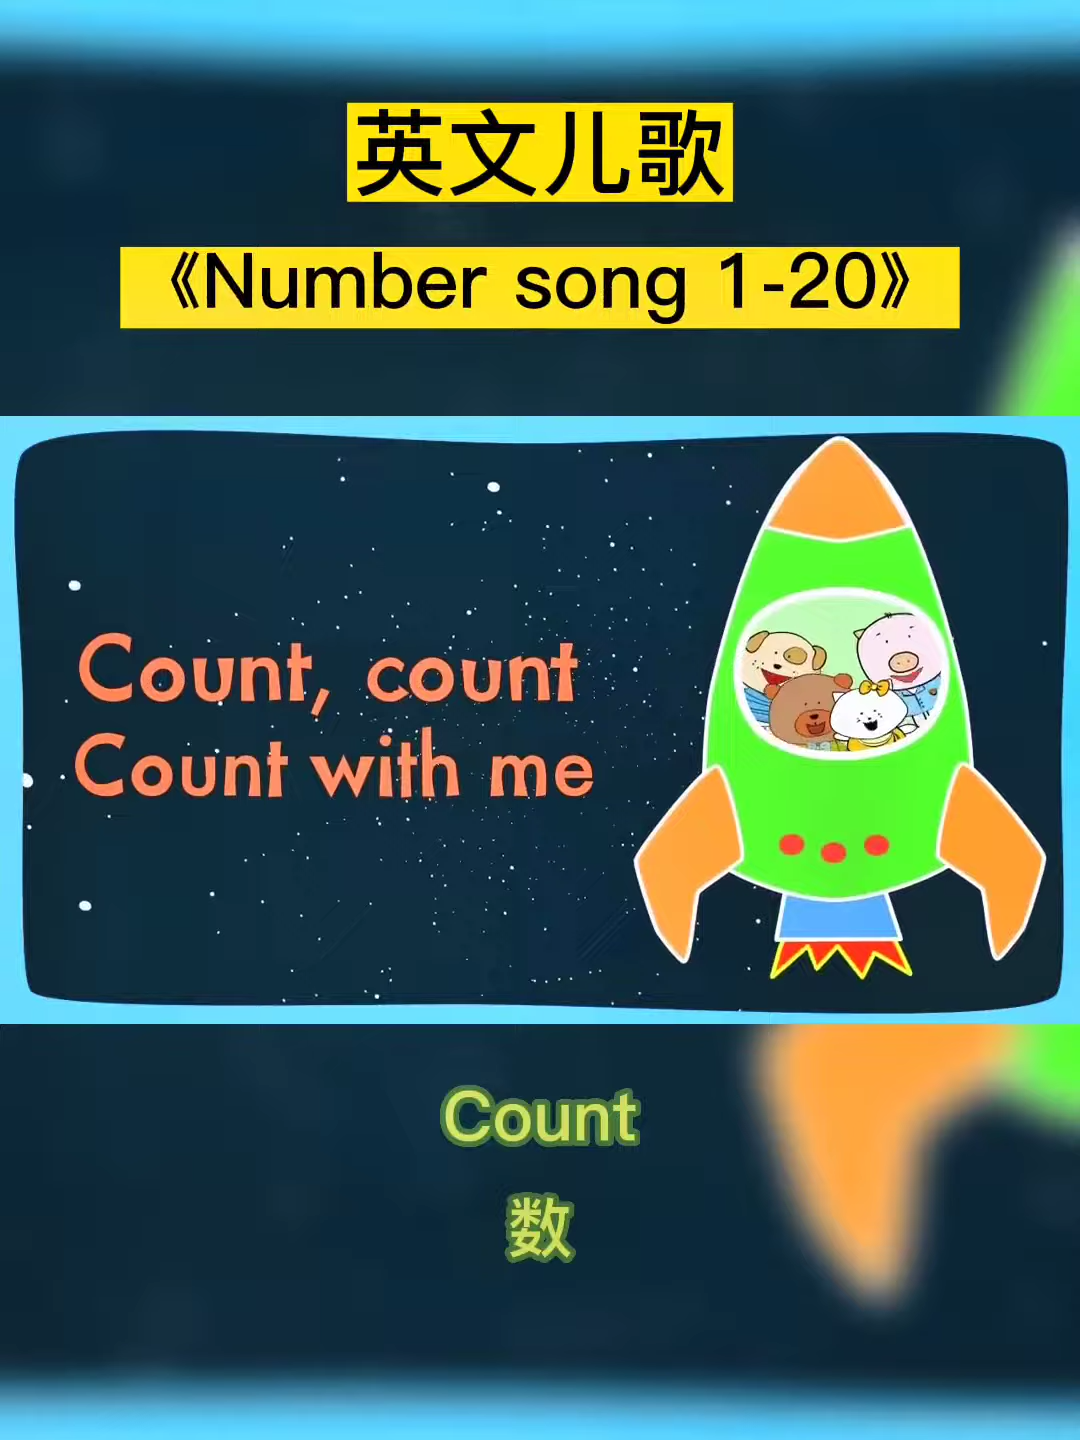 英文儿歌
《Number song 1-20》
Count, count
Count with me
Count
数